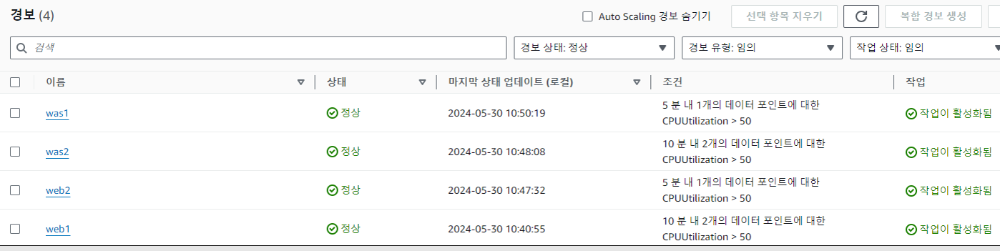 경보 (4)
Auto Scaling 경보 숨기기
선택 항목 지우기
복합 경보 생성
검색
경보 상태: 정상
경보 유형: 임의
작업 상태: 임의
이름
상태
마지막 상태 업데이트 (로컬)
조건
작업
was1
정상
2024-05-30 10:50:19
5 분 내 1개의 데이터 포인트에 대한
CPUUtilization > 50
작업이 활성화됨
was2
정상
2024-05-30 10:48:08
10 분 내 2개의 데이터 포인트에 대한
CPUUtilization > 50
작업이 활성화됨
web2
정상
2024-05-30 10:47:32
5 분 내 1개의 데이터 포인트에 대한
CPUUtilization > 50
작업이 활성화됨
web1
정상
2024-05-30 10:40:55
10 분 내 2개의 데이터 포인트에 대한
CPUUtilization > 50
작업이 활성화됨